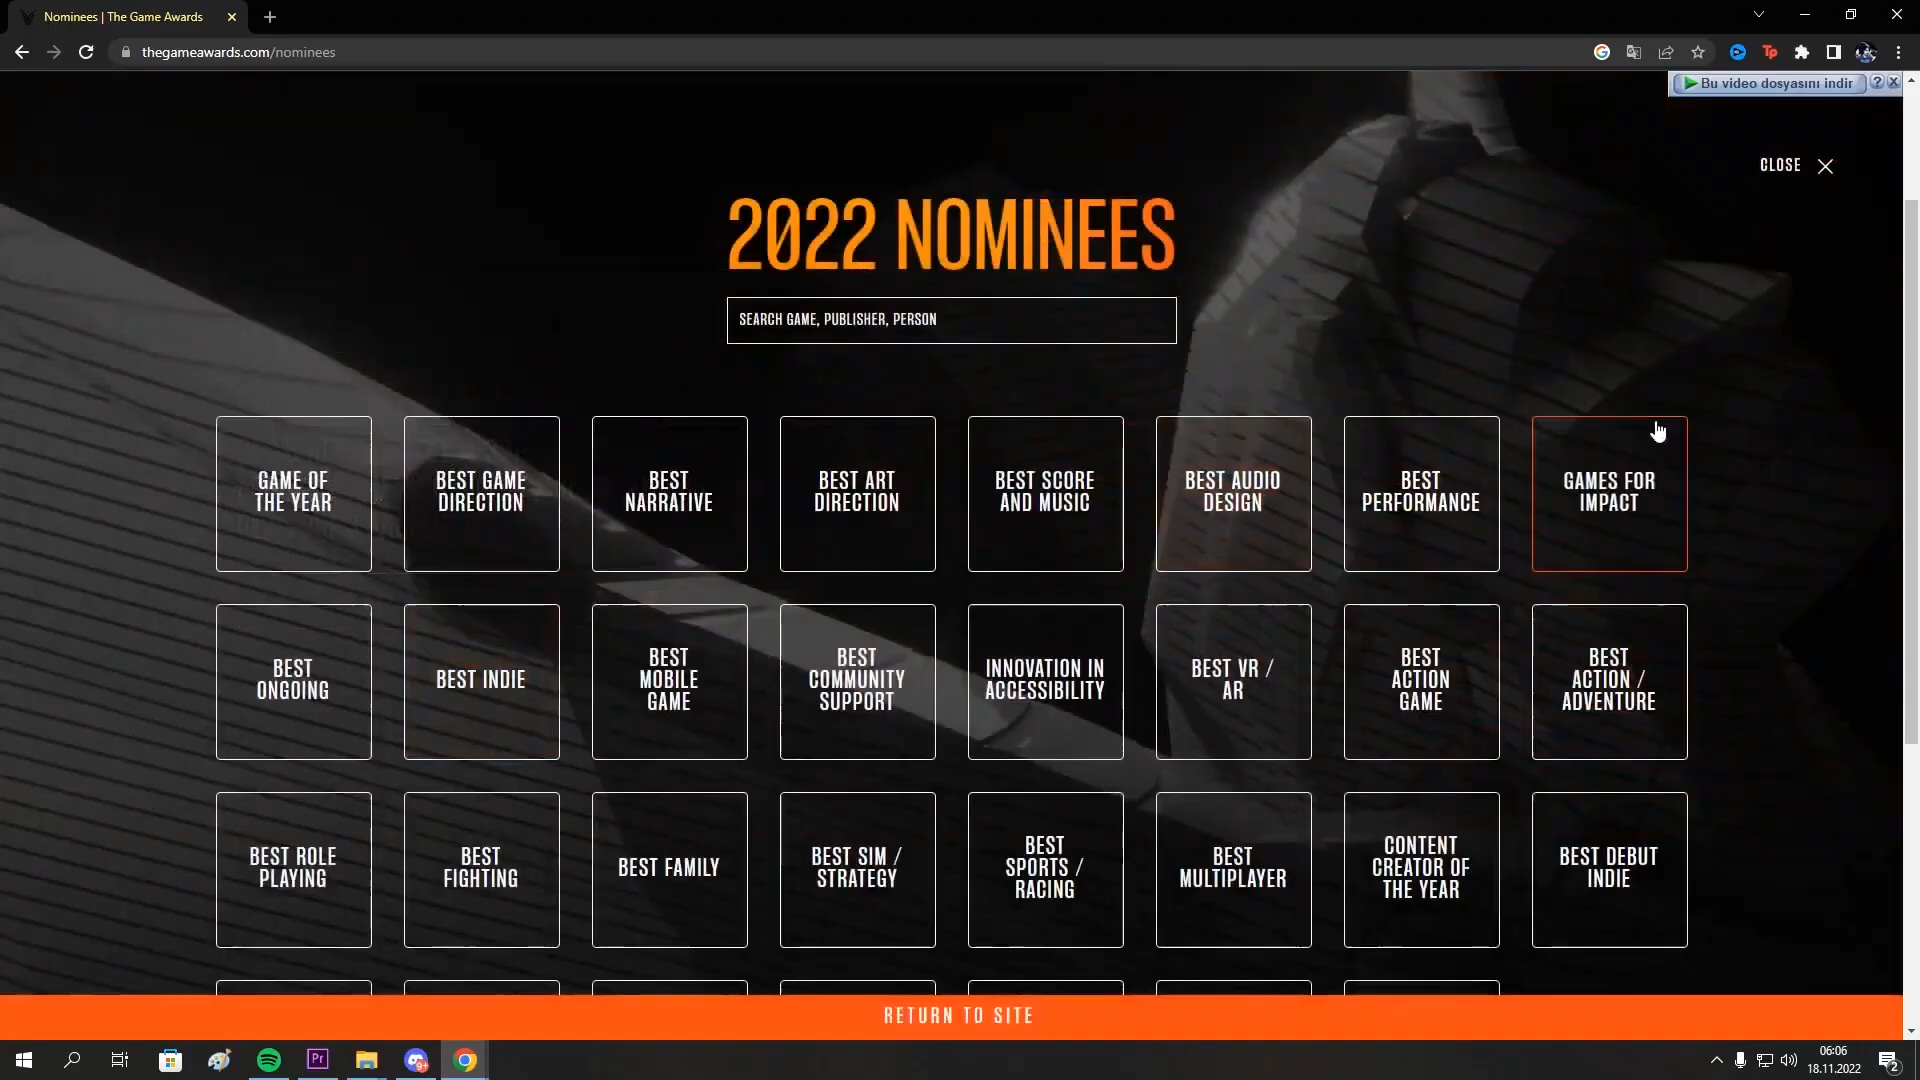 Nominees | The Game Awards
thegameawards.com/nominees
Bu video dosyasını indir
CLOSE
2022 NOMINEES
SEARCH GAME, PUBLISHER, PERSON
GAME OF
THE YEAR
BEST GAME
DIRECTION
BEST
NARRATIVE
BEST ART
DIRECTION
BEST SCORE
AND MUSIC
BEST AUDIO
DESIGN
BEST
PERFORMANCE
GAMES FOR
IMPACT
BEST
ONGOING
BEST INDIE
BEST
MOBILE
GAME
BEST
COMMUNITY
SUPPORT
INNOVATION IN
ACCESSIBILITY
BEST VR /
AR
BEST
ACTION
GAME
BEST
ACTION /
ADVENTURE
BEST ROLE
PLAYING
BEST
FIGHTING
BEST FAMILY
BEST SIM /
STRATEGY
BEST
SPORTS /
RACING
BEST
MULTIPLAYER
CONTENT
CREATOR OF
THE YEAR
BEST DEBUT
INDIE
RETURN TO SITE
Pr
9+
06:06
18.11.2022
2